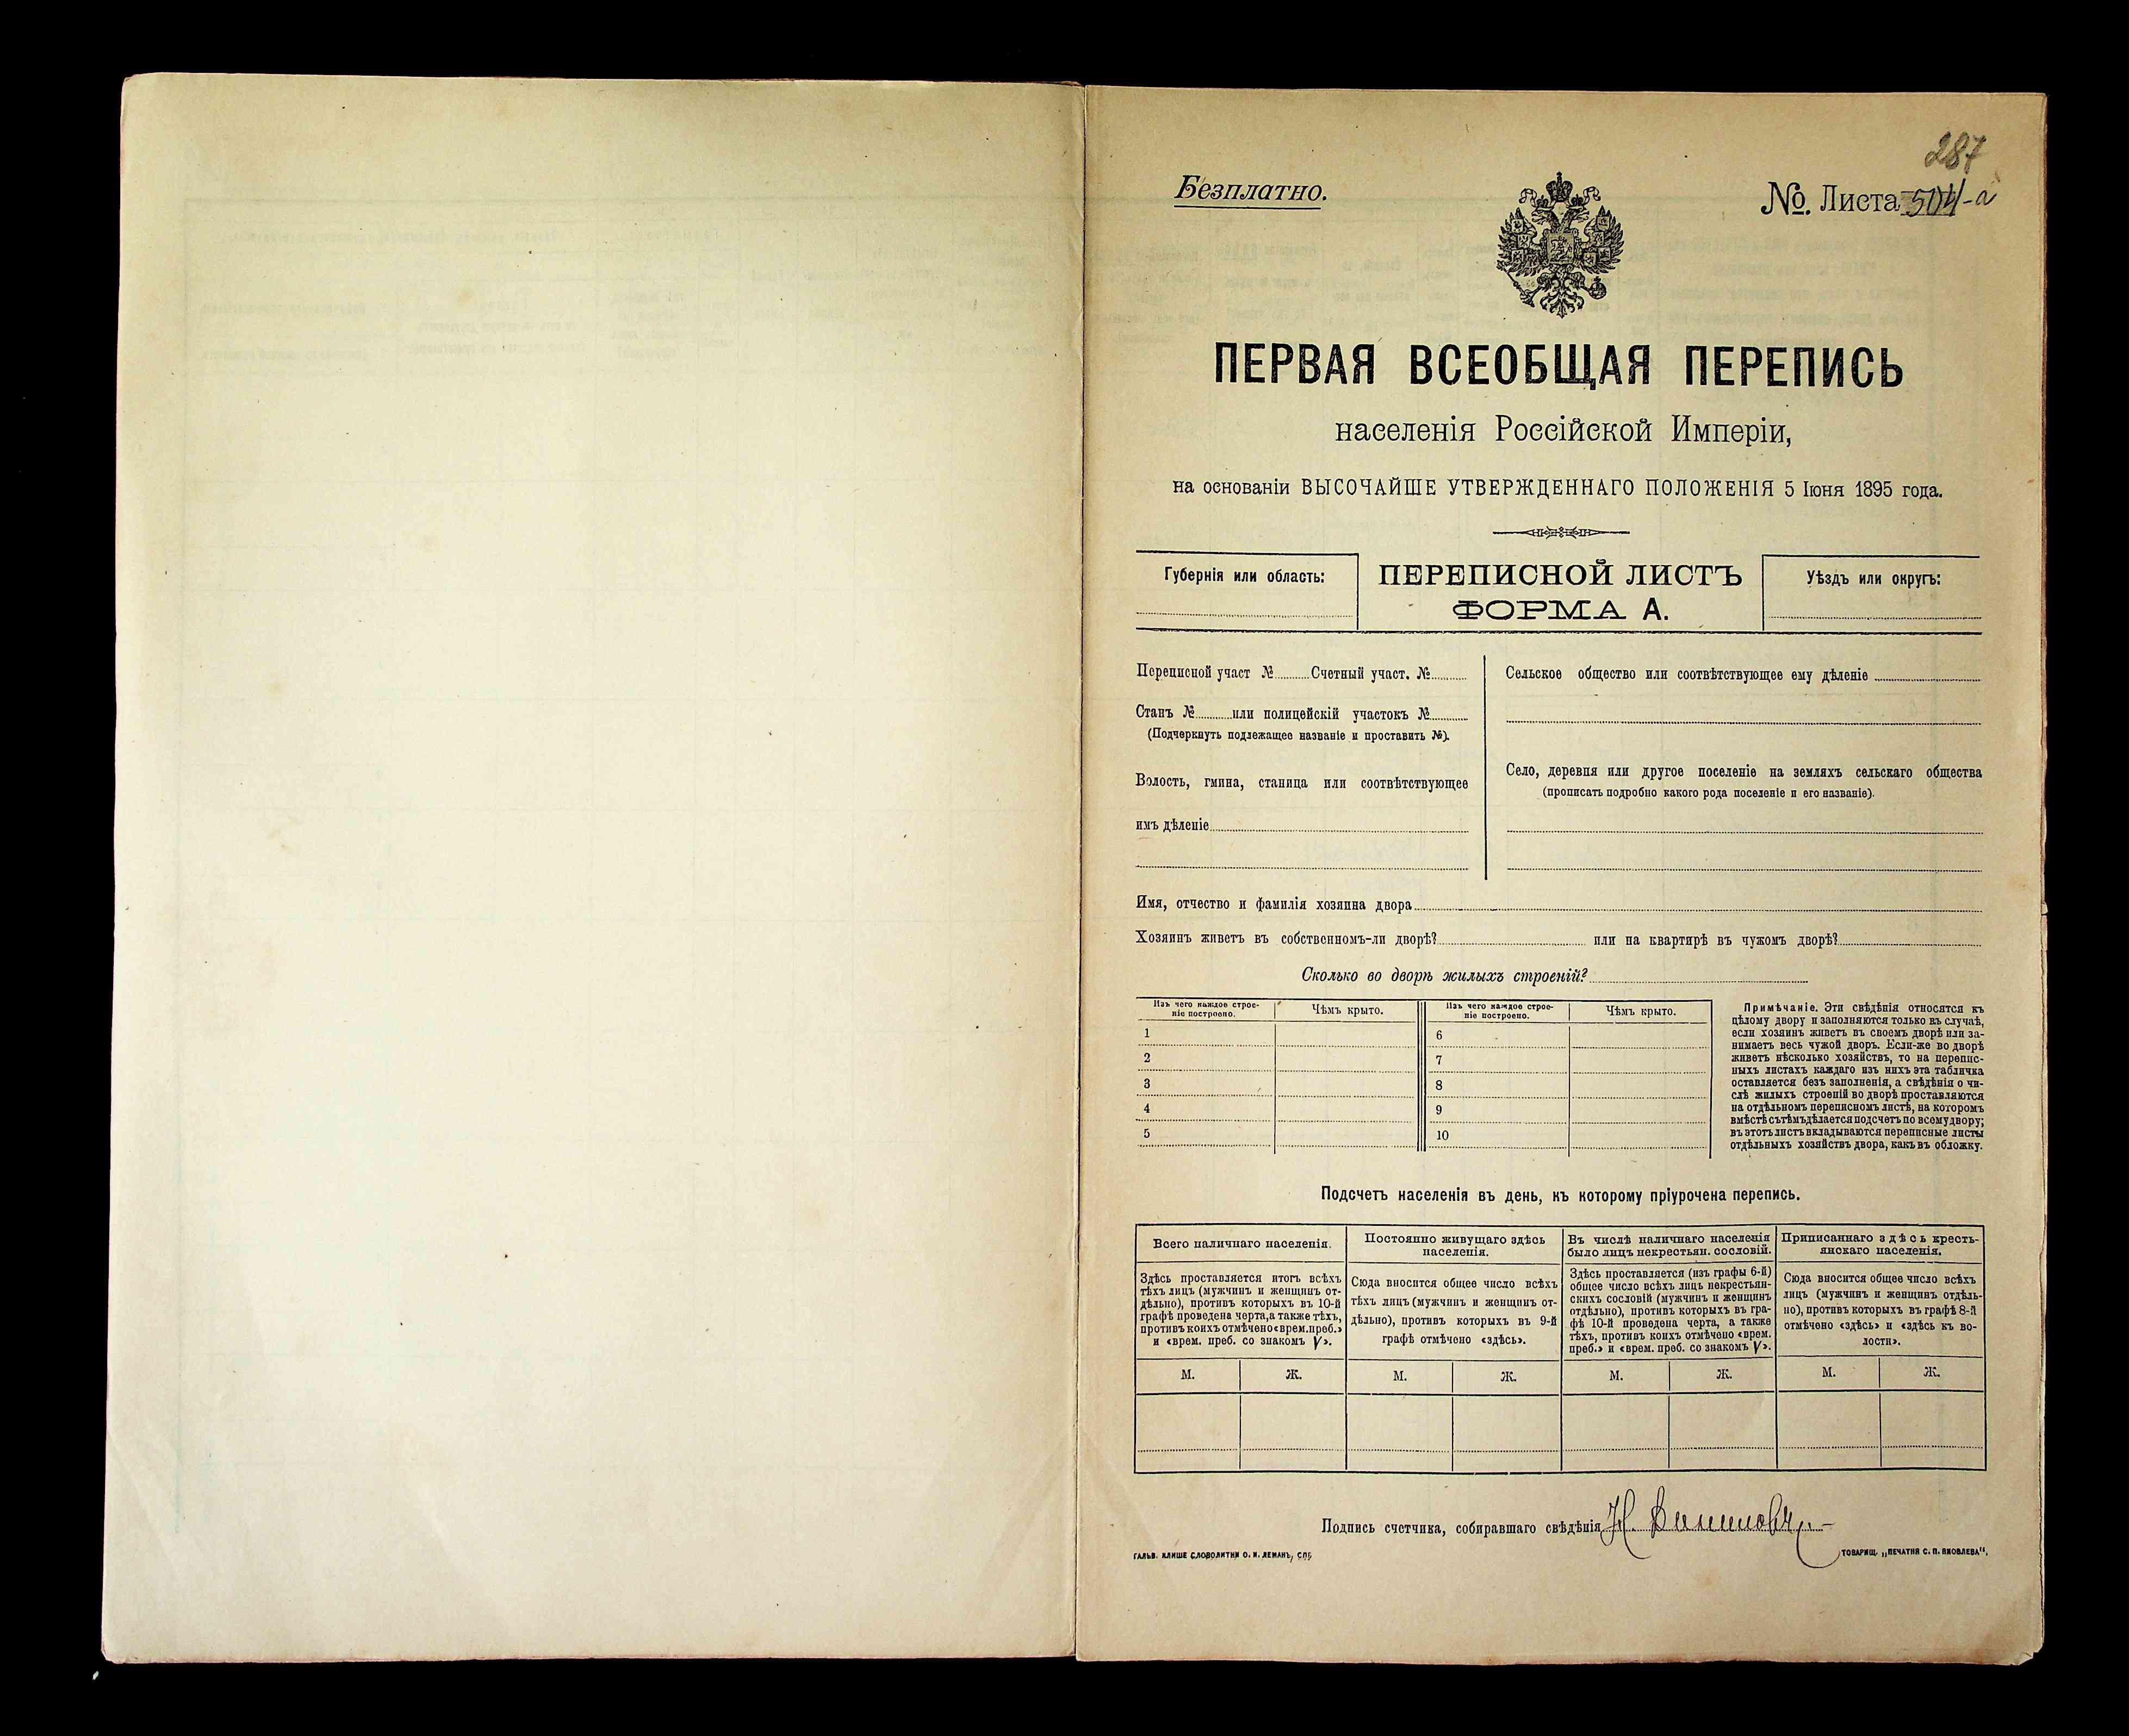 287
Безплатно.
№. Листа 504-а
ПЕРВАЯ ВСЕОБЩАЯ ПЕРЕПИСЬ
населенія Россійской Имперіи,
на основаніи ВЫСОЧАЙШЕ УТВЕРЖДЕННАГО ПОЛОЖЕНІЯ 5 Іюня 1895 года.
Губернія или область:
ПЕРЕПИСНОЙ ЛИСТЪ
ФОРМА А.
Уѣздъ или округъ:
Переписной участ № Счетный участ. №
Станъ № или полицейскій участокъ №
(Подчеркнуть подлежащее названіе и проставить №).
Волость, гмина, станица или соотвѣтствующее
имъ дѣленіе
Сельское общество или соотвѣтствующее ему дѣленіе
Село, деревня или другое поселеніе на земляхъ сельскаго общества
(прописать подробно какого рода поселеніе и его названіе).
Имя, отчество и фамилія хозяина двора
Хозяинъ живетъ въ собственномъ-ли дворѣ? или на квартирѣ въ чужомъ дворѣ?
Сколько во дворѣ жилыхъ строеній?
Изъ чего каждое строе-
ніе построено.
Чѣмъ крыто.
1
2
3
4
5
Изъ чего каждое строе-
ніе построено.
Чѣмъ крыто.
6
7
8
9
10
Примѣчаніе. Эти свѣдѣнія относятся къ
цѣлому двору и заполняются только въ случаѣ,
если хозяинъ живетъ въ своемъ дворѣ или за-
нимаетъ весь чужой дворъ. Если-же во дворѣ
живетъ нѣсколько хозяйствъ, то на перепис-
ныхъ листахъ каждаго изъ нихъ эта табличка
оставляется безъ заполненія, а свѣдѣнія о чи-
слѣ жилыхъ строеній во дворѣ проставляются
на отдѣльномъ переписномъ листѣ, на которомъ
вмѣстѣ съ тѣмъ дѣлается подсчетъ по всему двору;
въ этотъ листъ вкладываются переписные листы
отдѣльныхъ хозяйствъ двора, какъ въ обложку.
Подсчетъ населенія въ день, къ которому пріурочена перепись.
Всего наличнаго населенія.
Здѣсь проставляется итогъ всѣхъ
тѣхъ лицъ (мужчинъ и женщинъ от-
дѣльно), противъ которыхъ въ 10-й
графѣ проведена черта, а также тѣхъ,
противъ коихъ отмѣчено «врем. преб.»
и «врем. преб. со знакомъ V».
М. Ж.
Постоянно живущаго здѣсь
населенія.
Сюда вносится общее число всѣхъ
тѣхъ лицъ (мужчинъ и женщинъ от-
дѣльно), противъ которыхъ въ 9-й
графѣ отмѣчено «здѣсь».
М. Ж.
Въ числѣ наличнаго населенія
было лицъ некрестьян. сословій.
Здѣсь проставляется (изъ графы 6-й)
общее число всѣхъ лицъ некрестьян-
скихъ сословій (мужчинъ и женщинъ
отдѣльно), противъ которыхъ въ гра-
фѣ 10-й проведена черта, а также
тѣхъ, противъ коихъ отмѣчено «врем.
преб.» и «врем. преб. со знакомъ V».
М. Ж.
Приписаннаго здѣсь кресть-
янскаго населенія.
Сюда вносится общее число всѣхъ
лицъ (мужчинъ и женщинъ отдѣль-
но), противъ которыхъ въ графѣ 8-й
отмѣчено «здѣсь» и «здѣсь къ во-
лости».
М. Ж.
Подпись счетчика, собиравшаго свѣдѣнія
ГАЛЬВ. КЛИШЕ СЛОВОЛИТНИ О. И. ЛЕМАНЪ, СПБ
ТОВАРИЩ. „ПЕЧАТНЯ С. П. ЯКОВЛЕВА“.